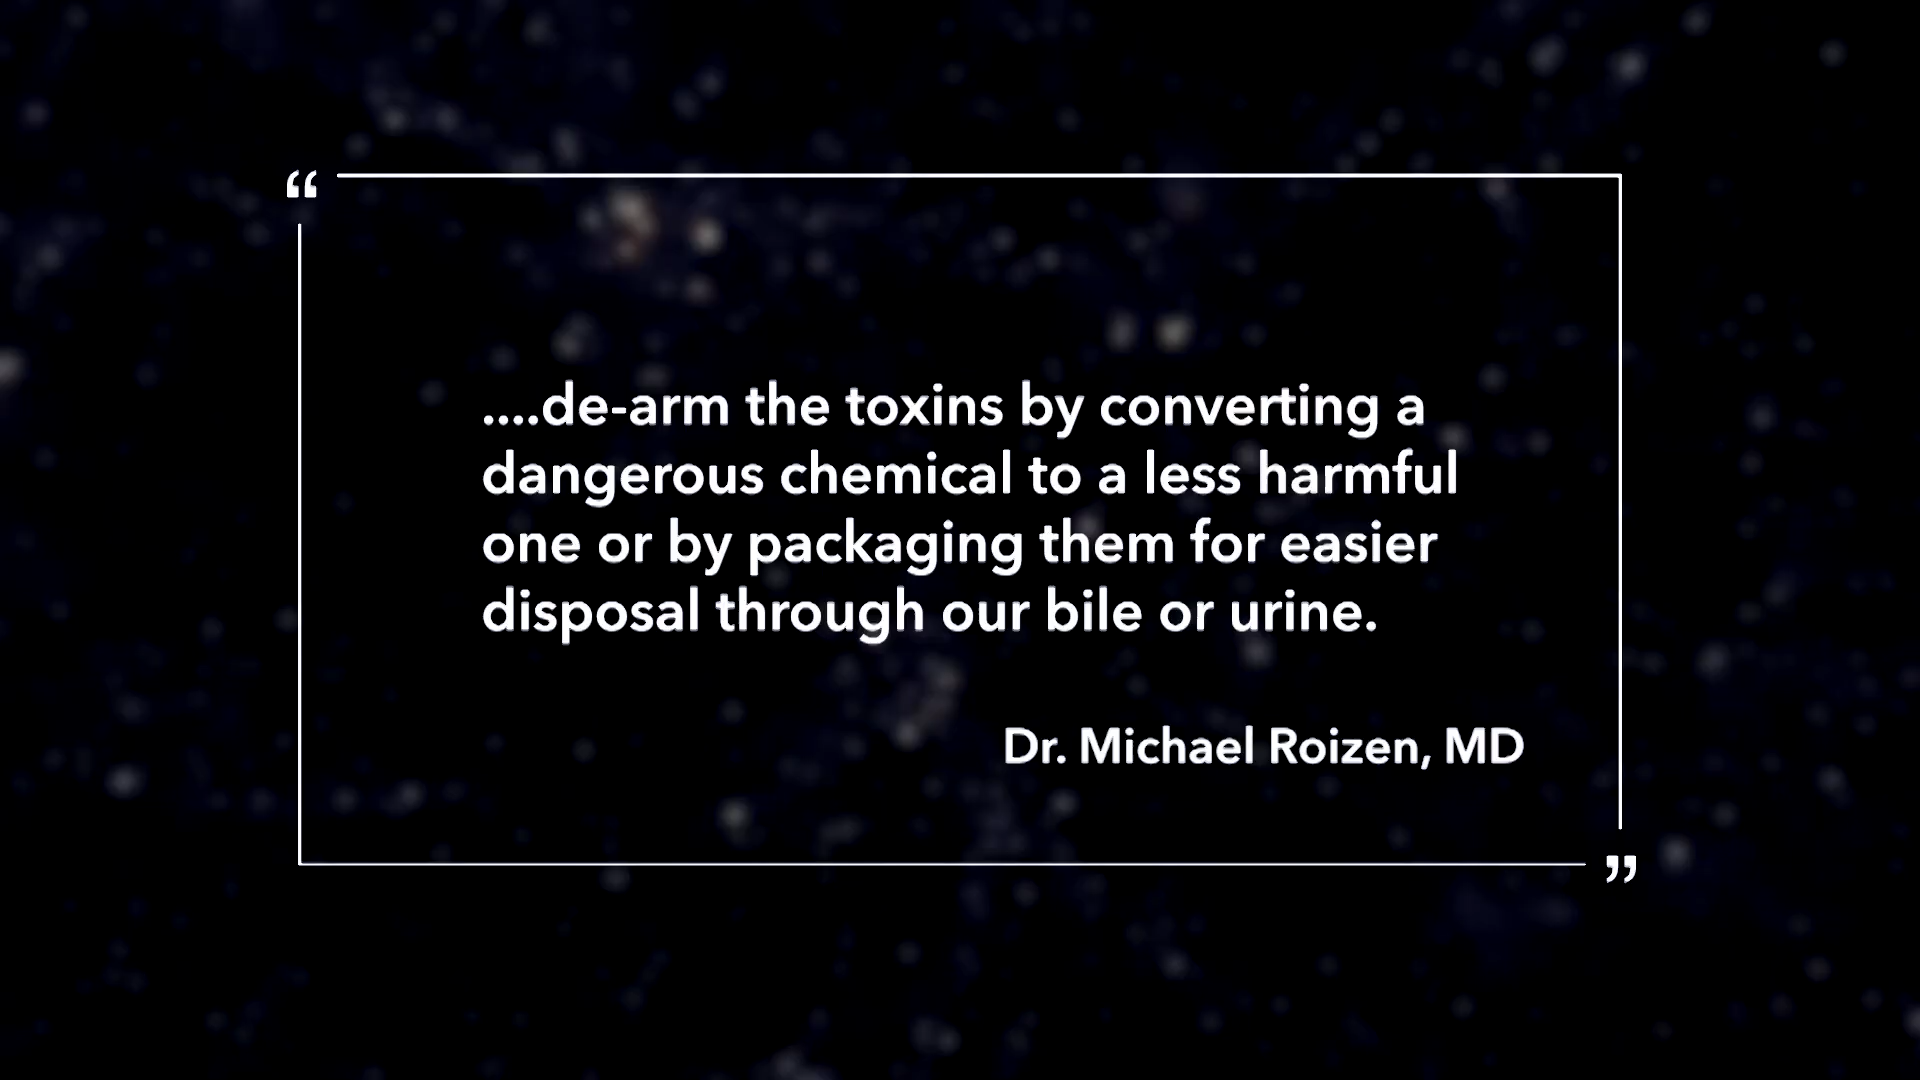 “
....de-arm the toxins by converting a
dangerous chemical to a less harmful
one or by packaging them for easier
disposal through our bile or urine.
Dr. Michael Roizen, MD
”